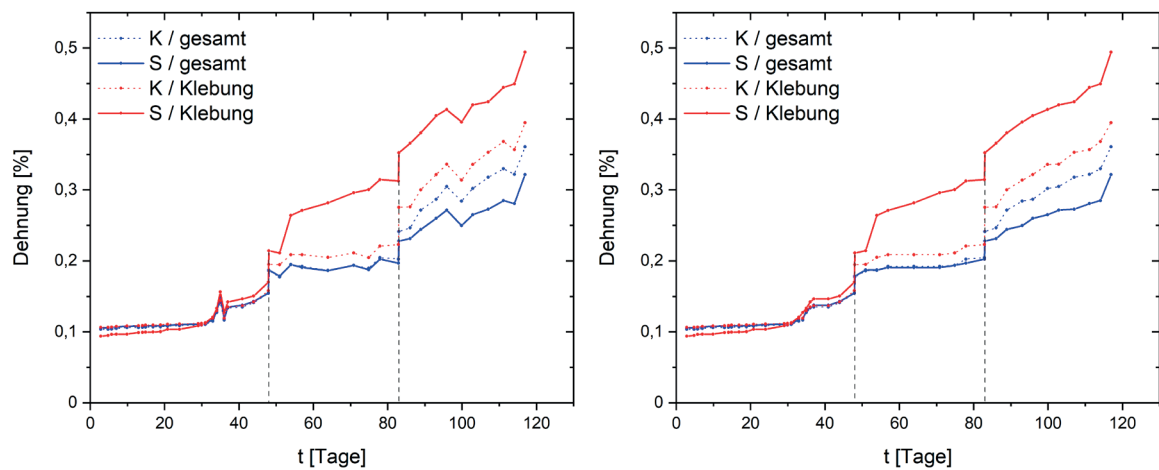 K / gesamt
S / gesamt
K / Klebung
S / Klebung
Dehnung [%]
0,5
0,4
0,3
0,2
0,1
0
0 20 40 60 80 100 120
t [Tage]
K / gesamt
S / gesamt
K / Klebung
S / Klebung
Dehnung [%]
0,5
0,4
0,3
0,2
0,1
0
0 20 40 60 80 100 120
t [Tage]